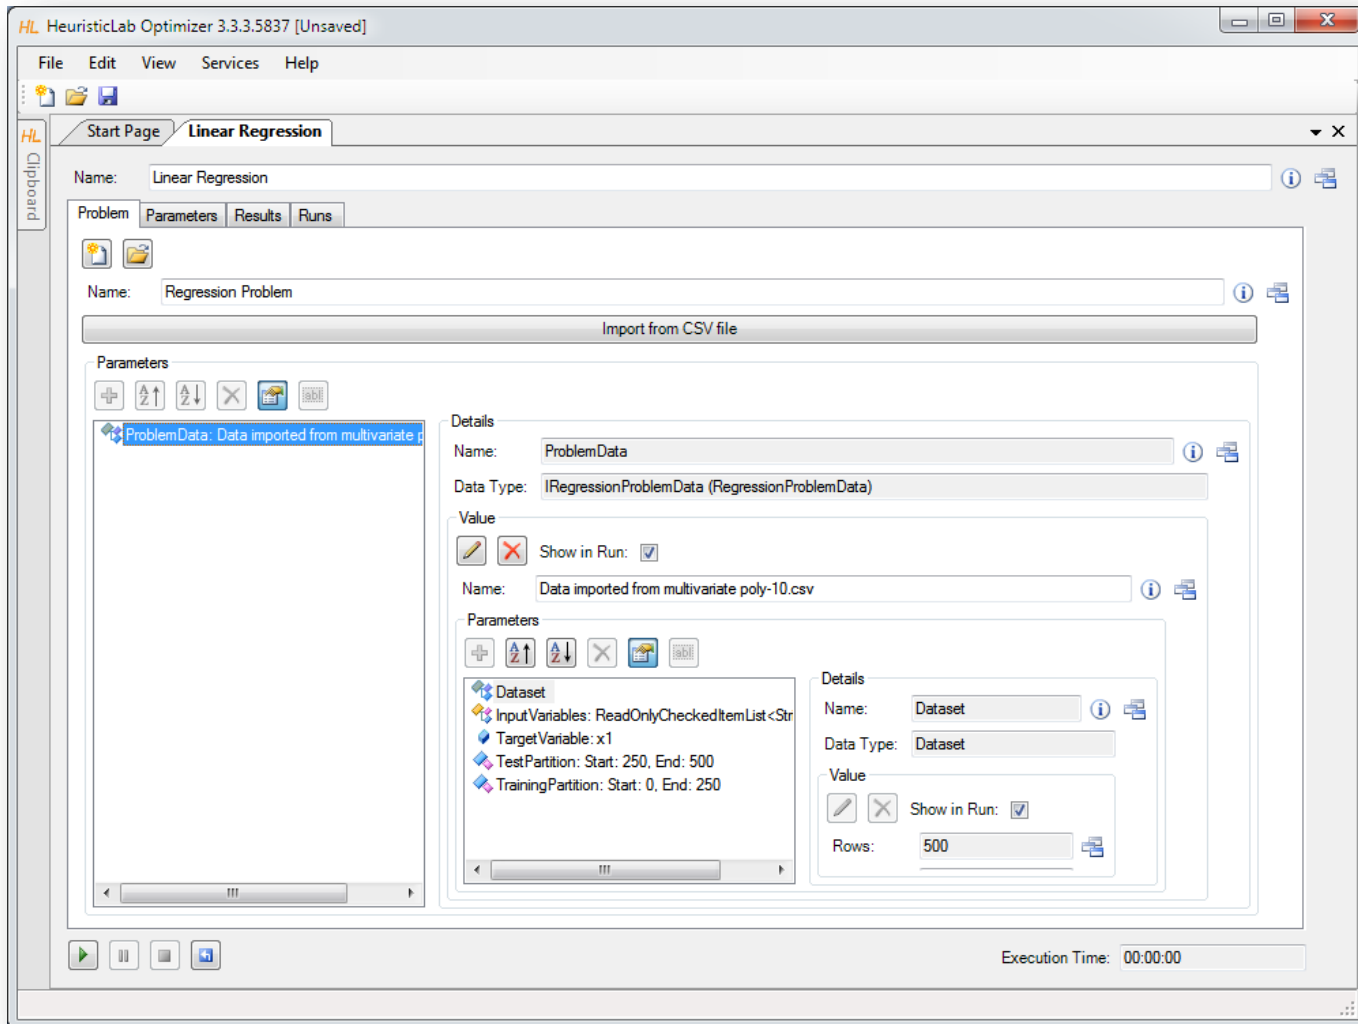 HL HeuristicLab Optimizer 3.3.3.5837 [Unsaved]
File Edit View Services Help
HL Clipboard
Start Page Linear Regression
Name: Linear Regression
Problem Parameters Results Runs
Name: Regression Problem
Import from CSV file
Parameters
ProblemData: Data imported from multivariate p
Details
Name: ProblemData
Data Type: IRegressionProblemData (RegressionProblemData)
Value
Show in Run:
Name: Data imported from multivariate poly-10.csv
Parameters
Dataset
InputVariables: ReadOnlyCheckedItemList<Str
TargetVariable: x1
TestPartition: Start: 250, End: 500
TrainingPartition: Start: 0, End: 250
Details
Name: Dataset
Data Type: Dataset
Value
Show in Run:
Rows: 500
Execution Time: 00:00:00